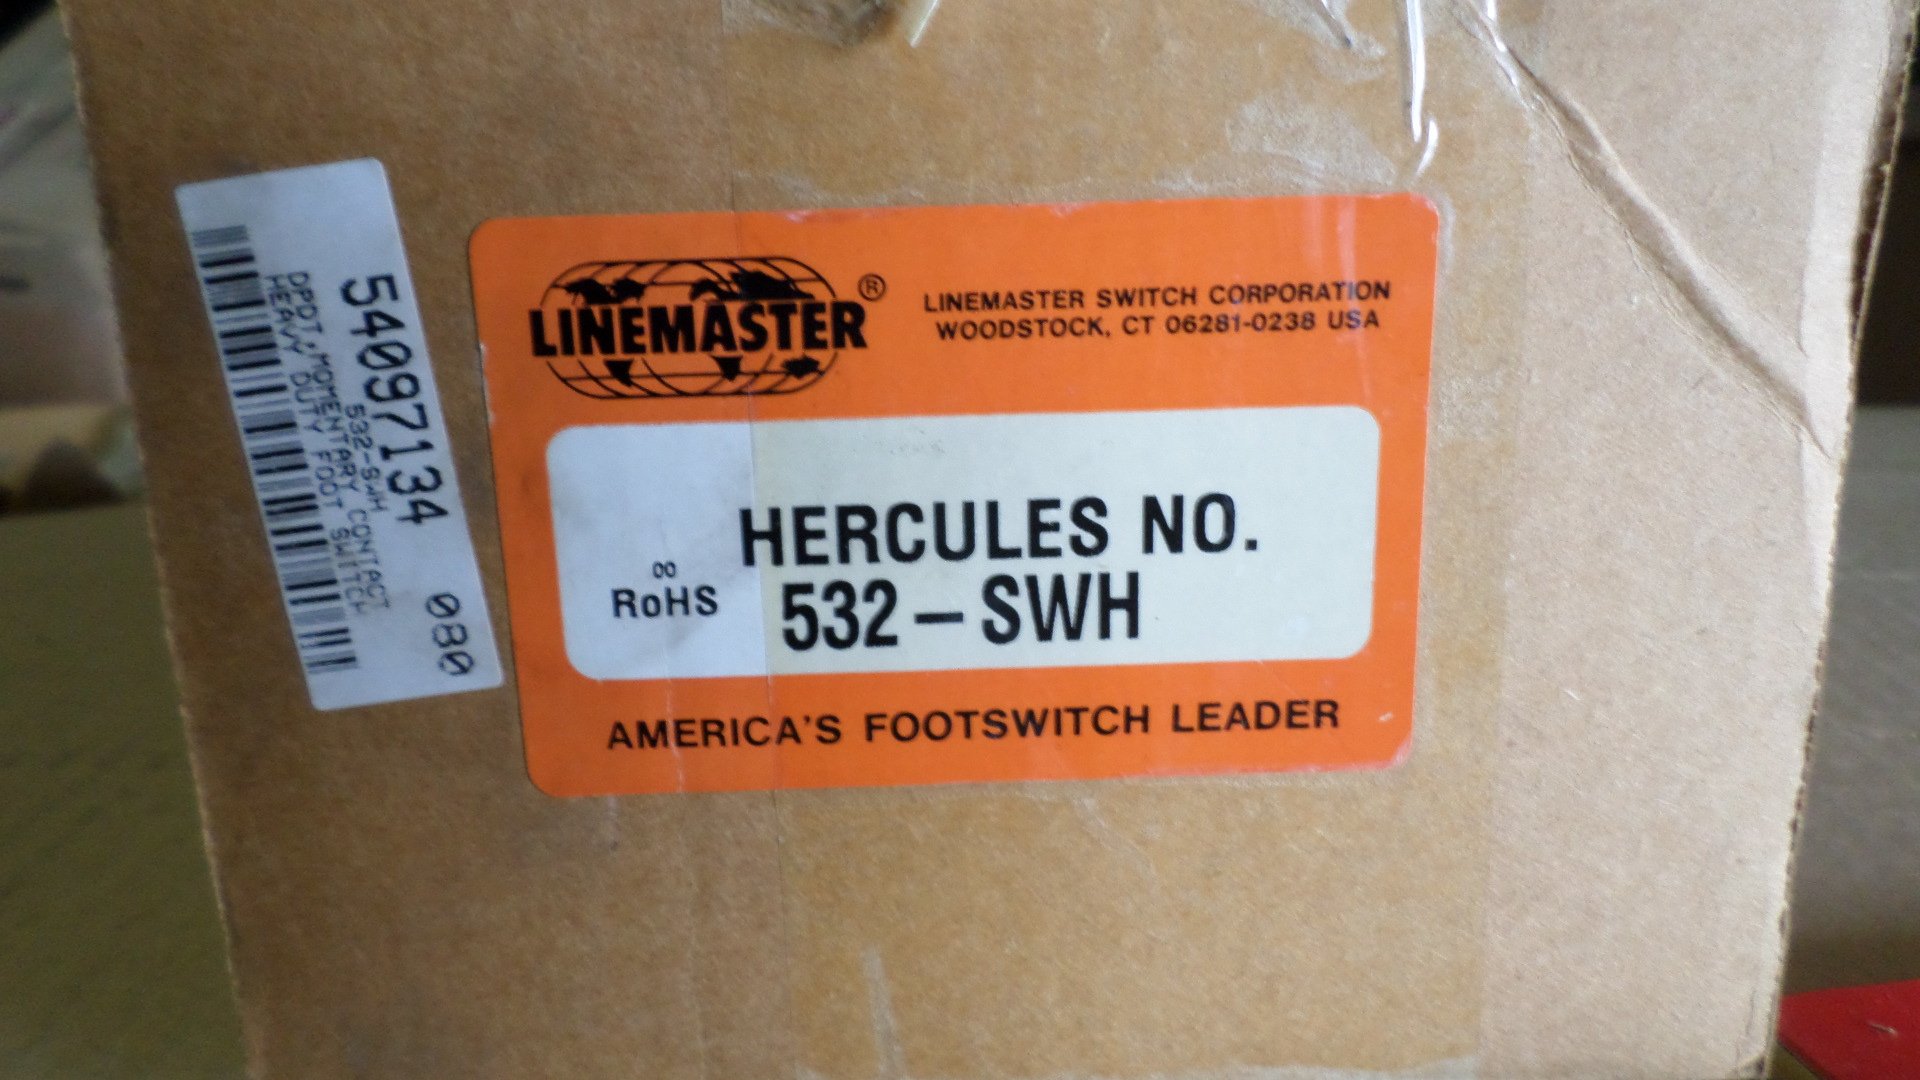 54097134 080
532-SWH
DPDT, MOMENTARY CONTACT
HEAVY DUTY FOOT SWITCH
LINEMASTER®
LINEMASTER SWITCH CORPORATION
WOODSTOCK, CT 06281-0238 USA
HERCULES NO.
532-SWH
00
RoHS
AMERICA'S FOOTSWITCH LEADER